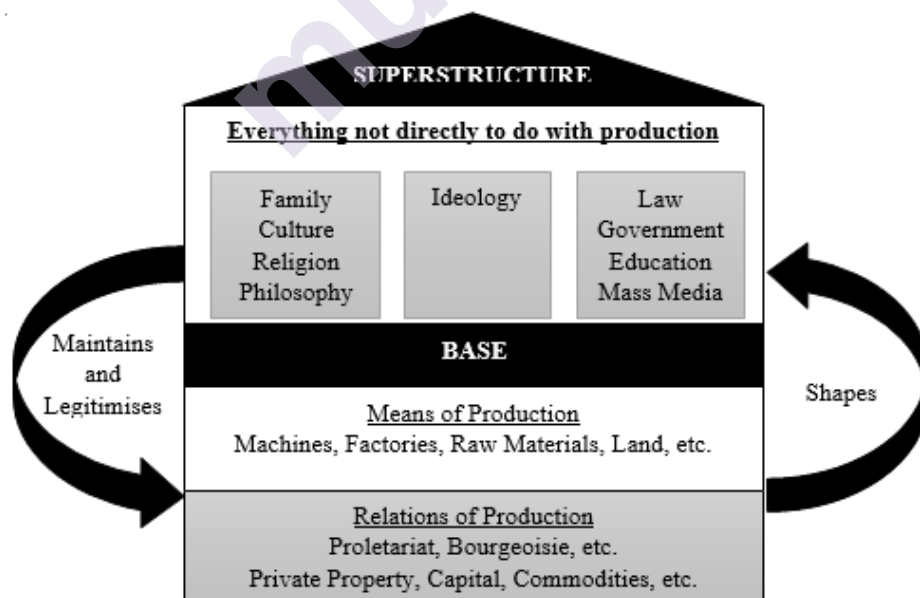 SUPERSTRUCTURE
Everything not directly to do with production
Family
Culture
Religion
Philosophy
Ideology
Law
Government
Education
Mass Media
Maintains
and
Legitimises
BASE
Shapes
Means of Production
Machines, Factories, Raw Materials, Land, etc.
Relations of Production
Proletariat, Bourgeoisie, etc.
Private Property, Capital, Commodities, etc.